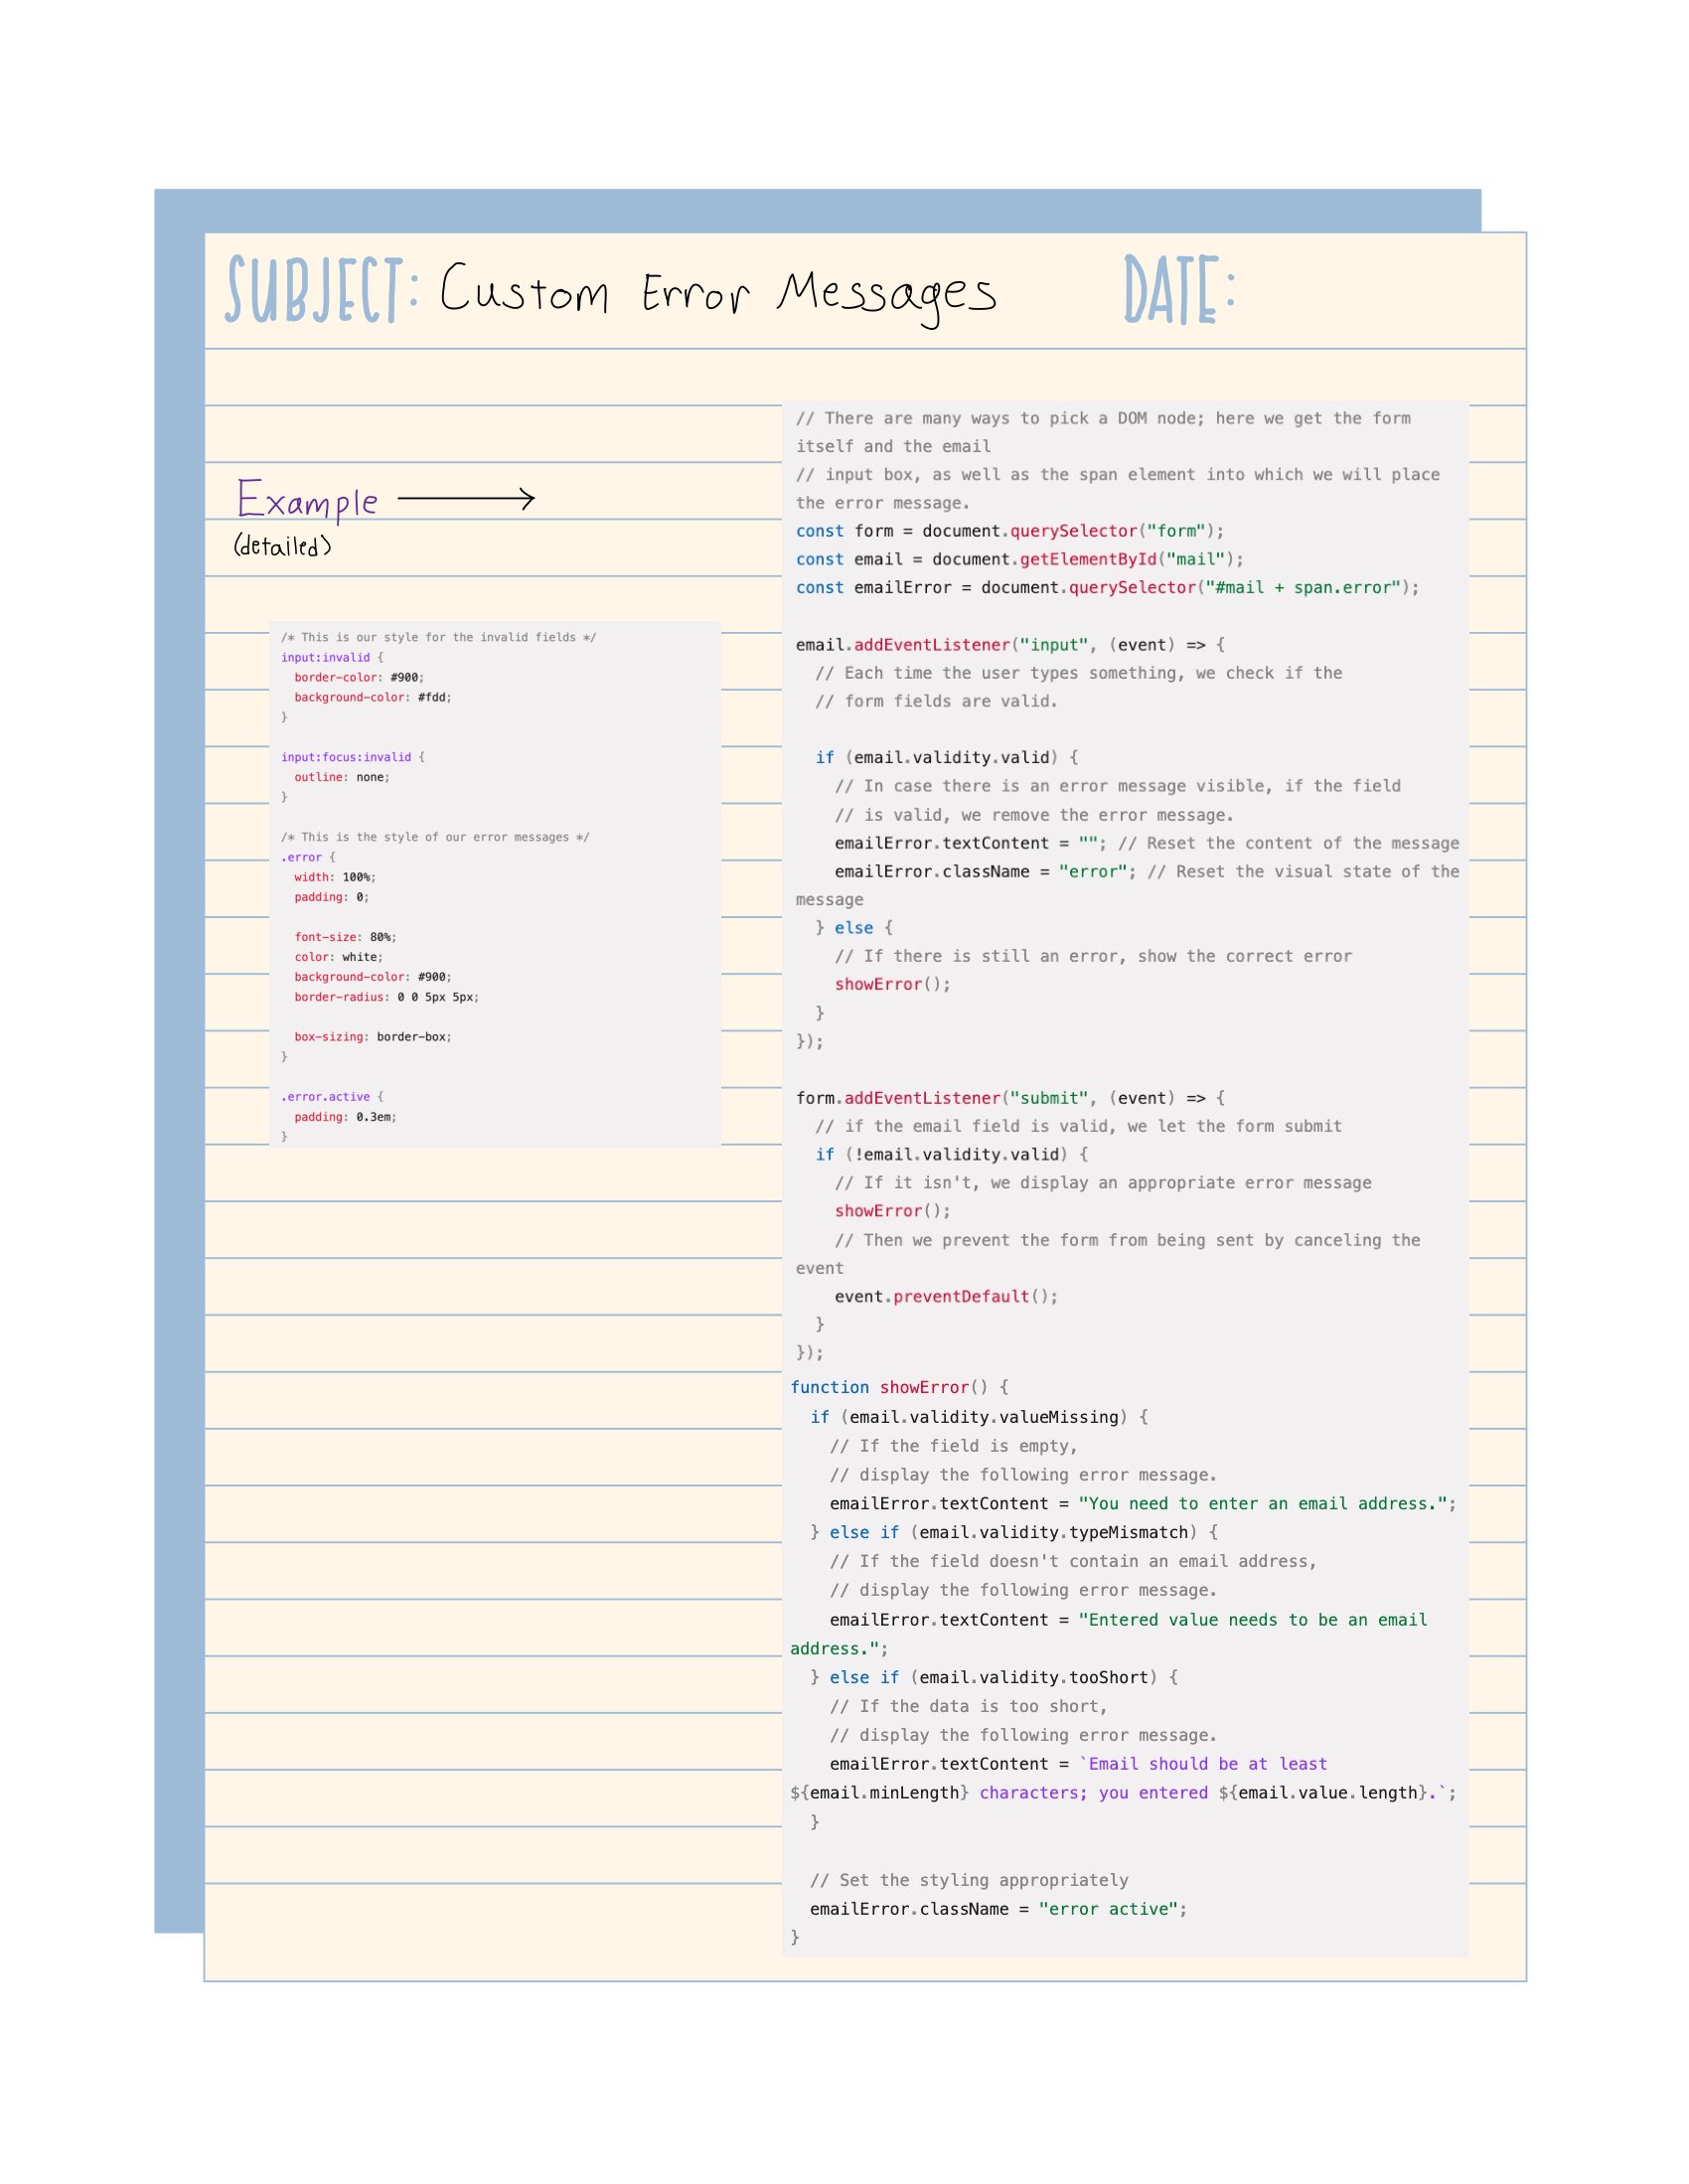 SUBJECT: Custom Error Messages DATE:
Example →
(detailed)
/* This is our style for the invalid fields */
input:invalid {
  border-color: #900;
  background-color: #fdd;
}

input:focus:invalid {
  outline: none;
}

/* This is the style of our error messages */
.error {
  width: 100%;
  padding: 0;

  font-size: 80%;
  color: white;
  background-color: #900;
  border-radius: 0 0 5px 5px;

  box-sizing: border-box;
}

.error.active {
  padding: 0.3em;
}
// There are many ways to pick a DOM node; here we get the form
itself and the email
// input box, as well as the span element into which we will place
the error message.
const form = document.querySelector("form");
const email = document.getElementById("mail");
const emailError = document.querySelector("#mail + span.error");

email.addEventListener("input", (event) => {
  // Each time the user types something, we check if the
  // form fields are valid.

  if (email.validity.valid) {
    // In case there is an error message visible, if the field
    // is valid, we remove the error message.
    emailError.textContent = ""; // Reset the content of the message
    emailError.className = "error"; // Reset the visual state of the
message
  } else {
    // If there is still an error, show the correct error
    showError();
  }
});

form.addEventListener("submit", (event) => {
  // if the email field is valid, we let the form submit
  if (!email.validity.valid) {
    // If it isn't, we display an appropriate error message
    showError();
    // Then we prevent the form from being sent by canceling the
event
    event.preventDefault();
  }
});
function showError() {
  if (email.validity.valueMissing) {
    // If the field is empty,
    // display the following error message.
    emailError.textContent = "You need to enter an email address.";
  } else if (email.validity.typeMismatch) {
    // If the field doesn't contain an email address,
    // display the following error message.
    emailError.textContent = "Entered value needs to be an email
address.";
  } else if (email.validity.tooShort) {
    // If the data is too short,
    // display the following error message.
    emailError.textContent = `Email should be at least
${email.minLength} characters; you entered ${email.value.length}.`;
  }

  // Set the styling appropriately
  emailError.className = "error active";
}